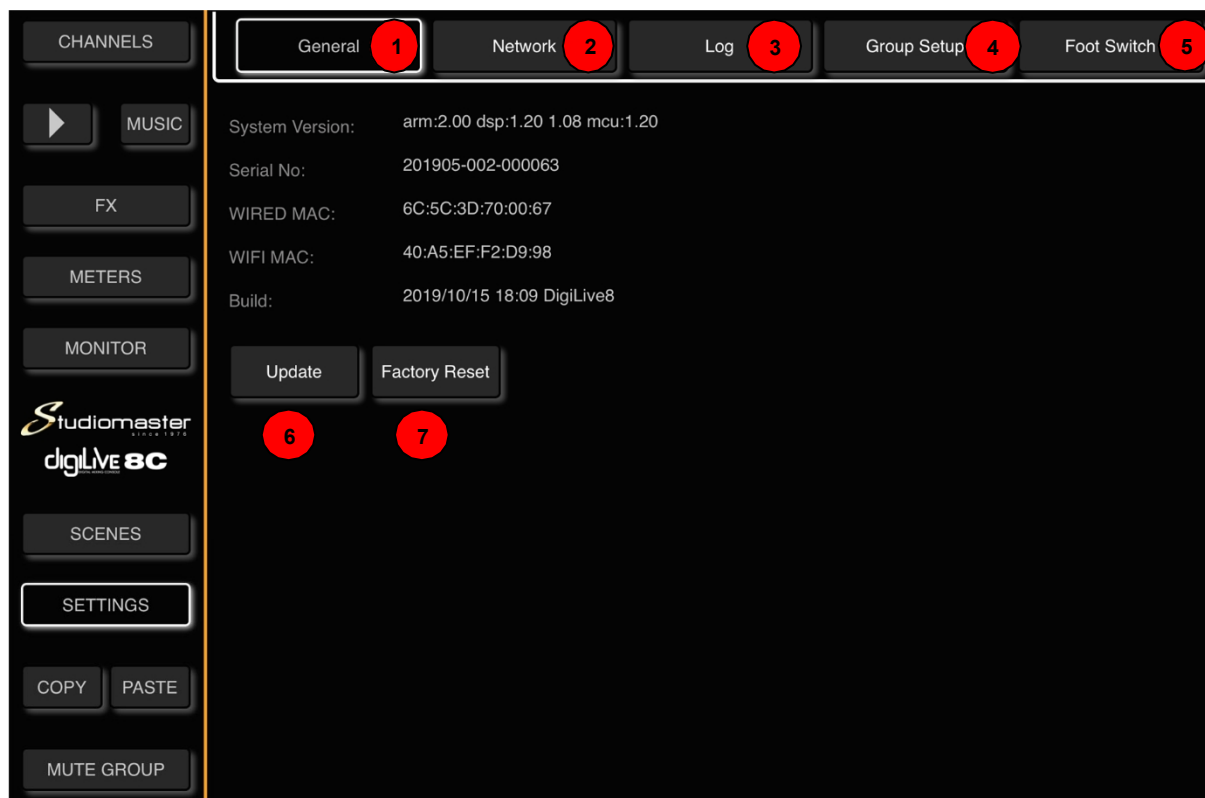 CHANNELS
MUSIC
FX
METERS
MONITOR
Studiomaster
since 1976
digiLiVE 8C
SCENES
SETTINGS
COPY PASTE
MUTE GROUP
General 1 Network 2 Log 3 Group Setup 4 Foot Switch 5
System Version: arm:2.00 dsp:1.20 1.08 mcu:1.20
Serial No: 201905-002-000063
WIRED MAC: 6C:5C:3D:70:00:67
WIFI MAC: 40:A5:EF:F2:D9:98
Build: 2019/10/15 18:09 DigiLive8
Update Factory Reset
6 7